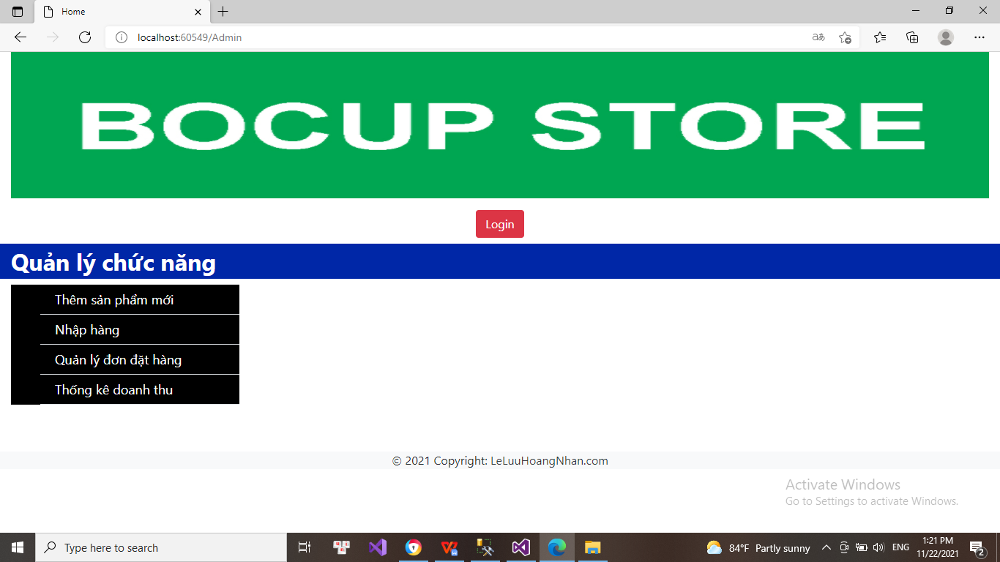 Home
localhost:60549/Admin
BOCUP STORE
Login
Quản lý chức năng
Thêm sản phẩm mới
Nhập hàng
Quản lý đơn đặt hàng
Thống kê doanh thu
© 2021 Copyright: LeLuuHoangNhan.com
Activate Windows
Go to Settings to activate Windows.
Type here to search
84°F Partly sunny
ENG
1:21 PM
11/22/2021
2